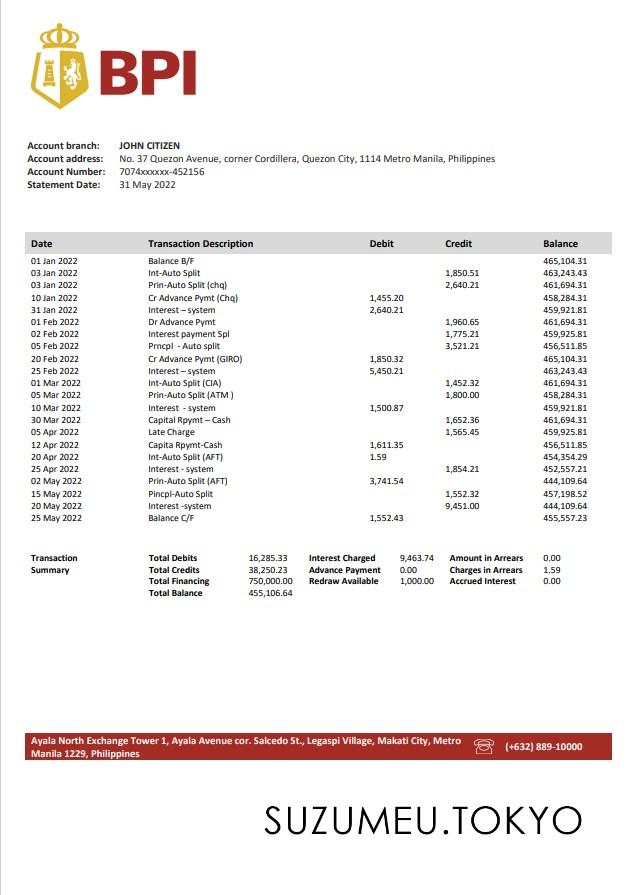 BPI
Account branch: JOHN CITIZEN
Account address: No. 37 Quezon Avenue, corner Cordillera, Quezon City, 1114 Metro Manila, Philippines
Account Number: 7074xxxxxx-452156
Statement Date: 31 May 2022
Date Transaction Description Debit Credit Balance
01 Jan 2022 Balance B/F 465,104.31
03 Jan 2022 Int-Auto Split 1,850.51 463,243.43
03 Jan 2022 Prin-Auto Split (chq) 2,640.21 461,694.31
10 Jan 2022 Cr Advance Pymt (Chq) 1,455.20 458,284.31
31 Jan 2022 Interest – system 2,640.21 459,921.81
01 Feb 2022 Dr Advance Pymt 1,960.65 461,694.31
02 Feb 2022 Interest payment Spl 1,775.21 459,925.81
05 Feb 2022 Prncpl - Auto split 3,521.21 456,511.85
20 Feb 2022 Cr Advance Pymt (GIRO) 1,850.32 465,104.31
25 Feb 2022 Interest – system 5,450.21 463,243.43
01 Mar 2022 Int-Auto Split (CIA) 1,452.32 461,694.31
05 Mar 2022 Prin-Auto Split (ATM ) 1,800.00 458,284.31
10 Mar 2022 Interest - system 1,500.87 459,921.81
30 Mar 2022 Capital Rpymt – Cash 1,652.36 461,694.31
05 Apr 2022 Late Charge 1,565.45 459,925.81
12 Apr 2022 Capita Rpymt-Cash 1,611.35 456,511.85
20 Apr 2022 Int-Auto Split (AFT) 1.59 454,354.29
25 Apr 2022 Interest - system 1,854.21 452,557.21
02 May 2022 Prin-Auto Split (AFT) 3,741.54 444,109.64
15 May 2022 Pincpl-Auto Split 1,552.32 457,198.52
20 May 2022 Interest -system 9,451.00 444,109.64
25 May 2022 Balance C/F 1,552.43 455,557.23
Transaction Total Debits 16,285.33 Interest Charged 9,463.74 Amount in Arrears 0.00
Summary Total Credits 38,250.23 Advance Payment 0.00 Charges in Arrears 1.59
Total Financing 750,000.00 Redraw Available 1,000.00 Accrued Interest 0.00
Total Balance 455,106.64
Ayala North Exchange Tower 1, Ayala Avenue cor. Salcedo St., Legaspi Village, Makati City, Metro
Manila 1229, Philippines
(+632) 889-10000
SUZUMEU.TOKYO